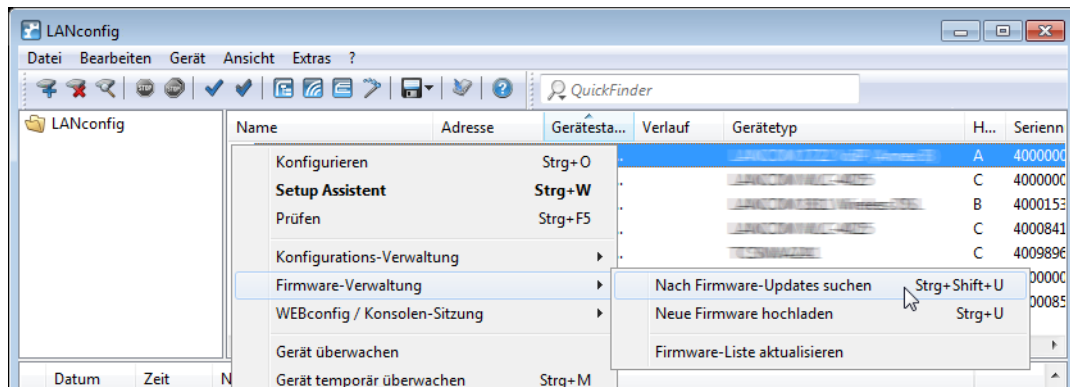 LANconfig
Datei Bearbeiten Gerät Ansicht Extras ?
QuickFinder
LANconfig
Name Adresse Gerätesta... Verlauf Gerätetyp H... Serienn
A 4000000
C 400000
B 4000153
C 4000841
C 4009896
Konfigurieren Strg+O
Setup Assistent Strg+W
Prüfen Strg+F5
Konfigurations-Verwaltung
Firmware-Verwaltung
WEBconfig / Konsolen-Sitzung
Gerät überwachen
Gerät temporär überwachen Strg+M
Nach Firmware-Updates suchen Strg+Shift+U
Neue Firmware hochladen Strg+U
Firmware-Liste aktualisieren
Datum Zeit N